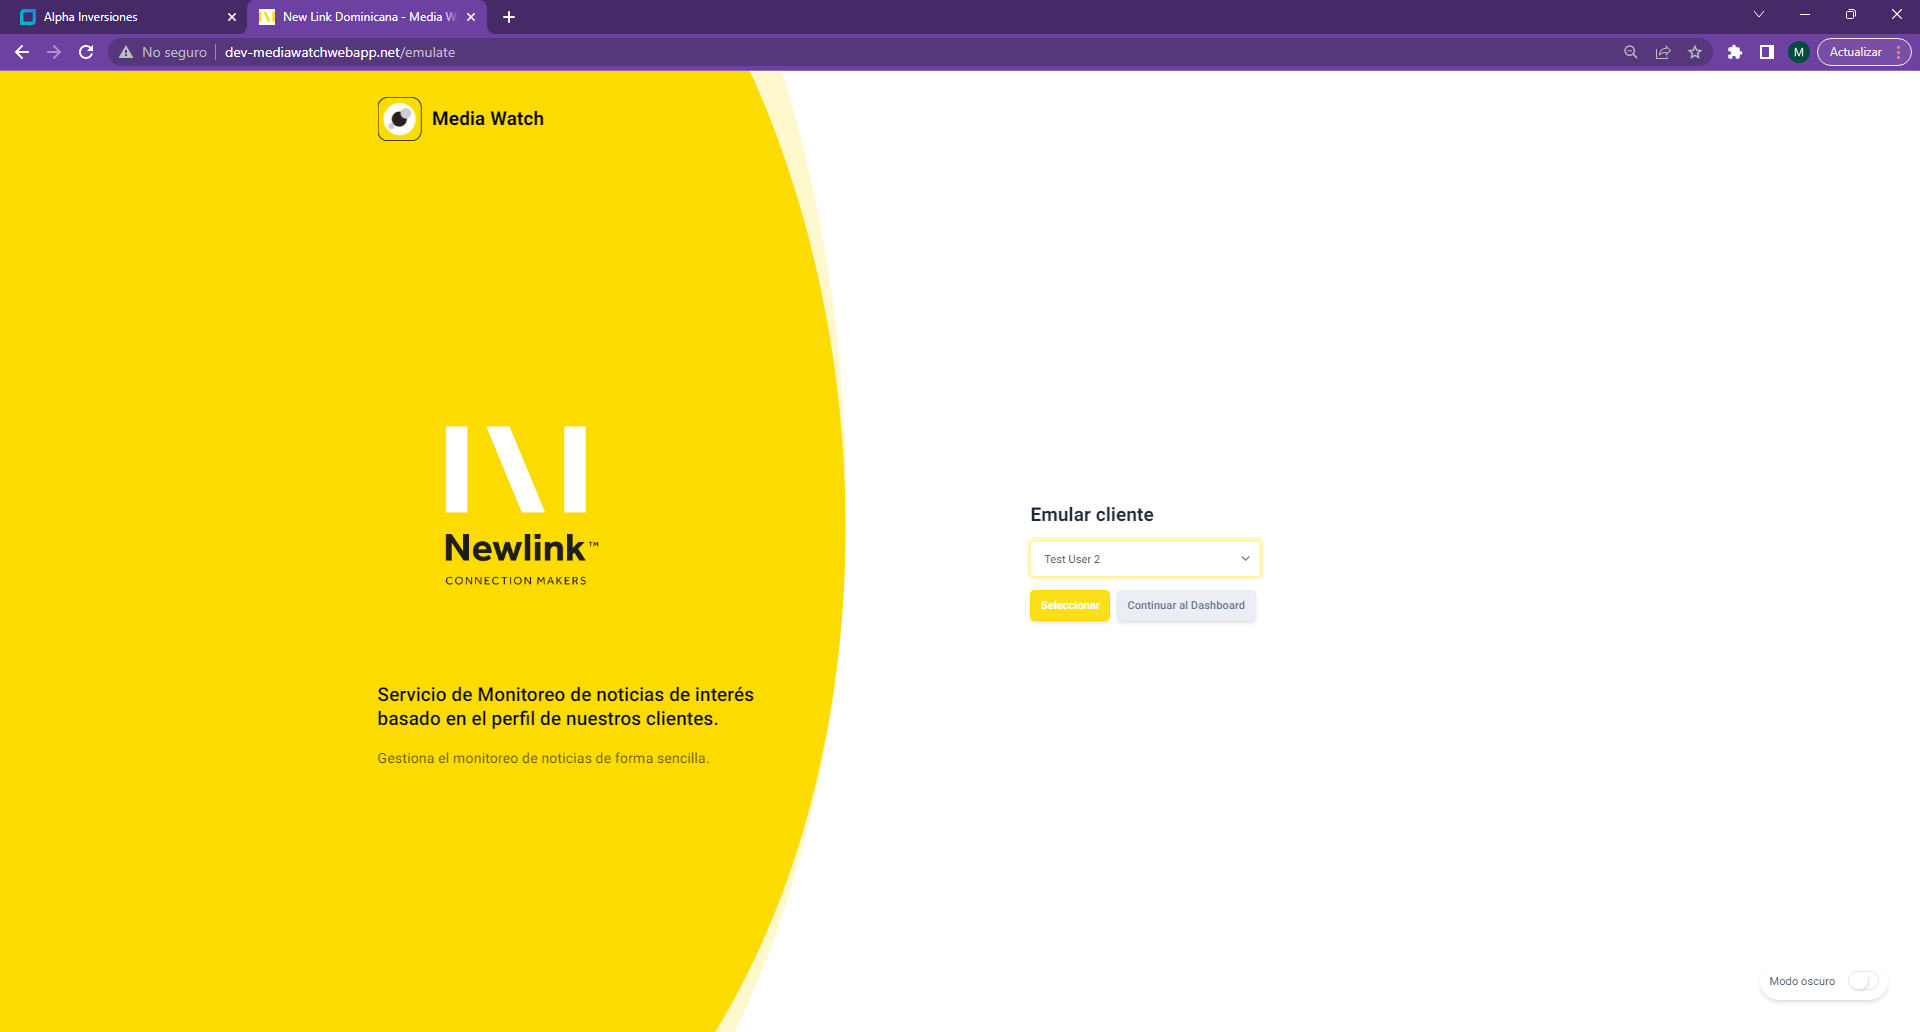 Alpha Inversiones
New Link Dominicana - Media W
No seguro
dev-mediawatchwebapp.net/emulate
M
Actualizar
Media Watch
Newlink™
CONNECTION MAKERS
Servicio de Monitoreo de noticias de interés
basado en el perfil de nuestros clientes.
Gestiona el monitoreo de noticias de forma sencilla.
Emular cliente
Test User 2
Seleccionar
Continuar al Dashboard
Modo oscuro